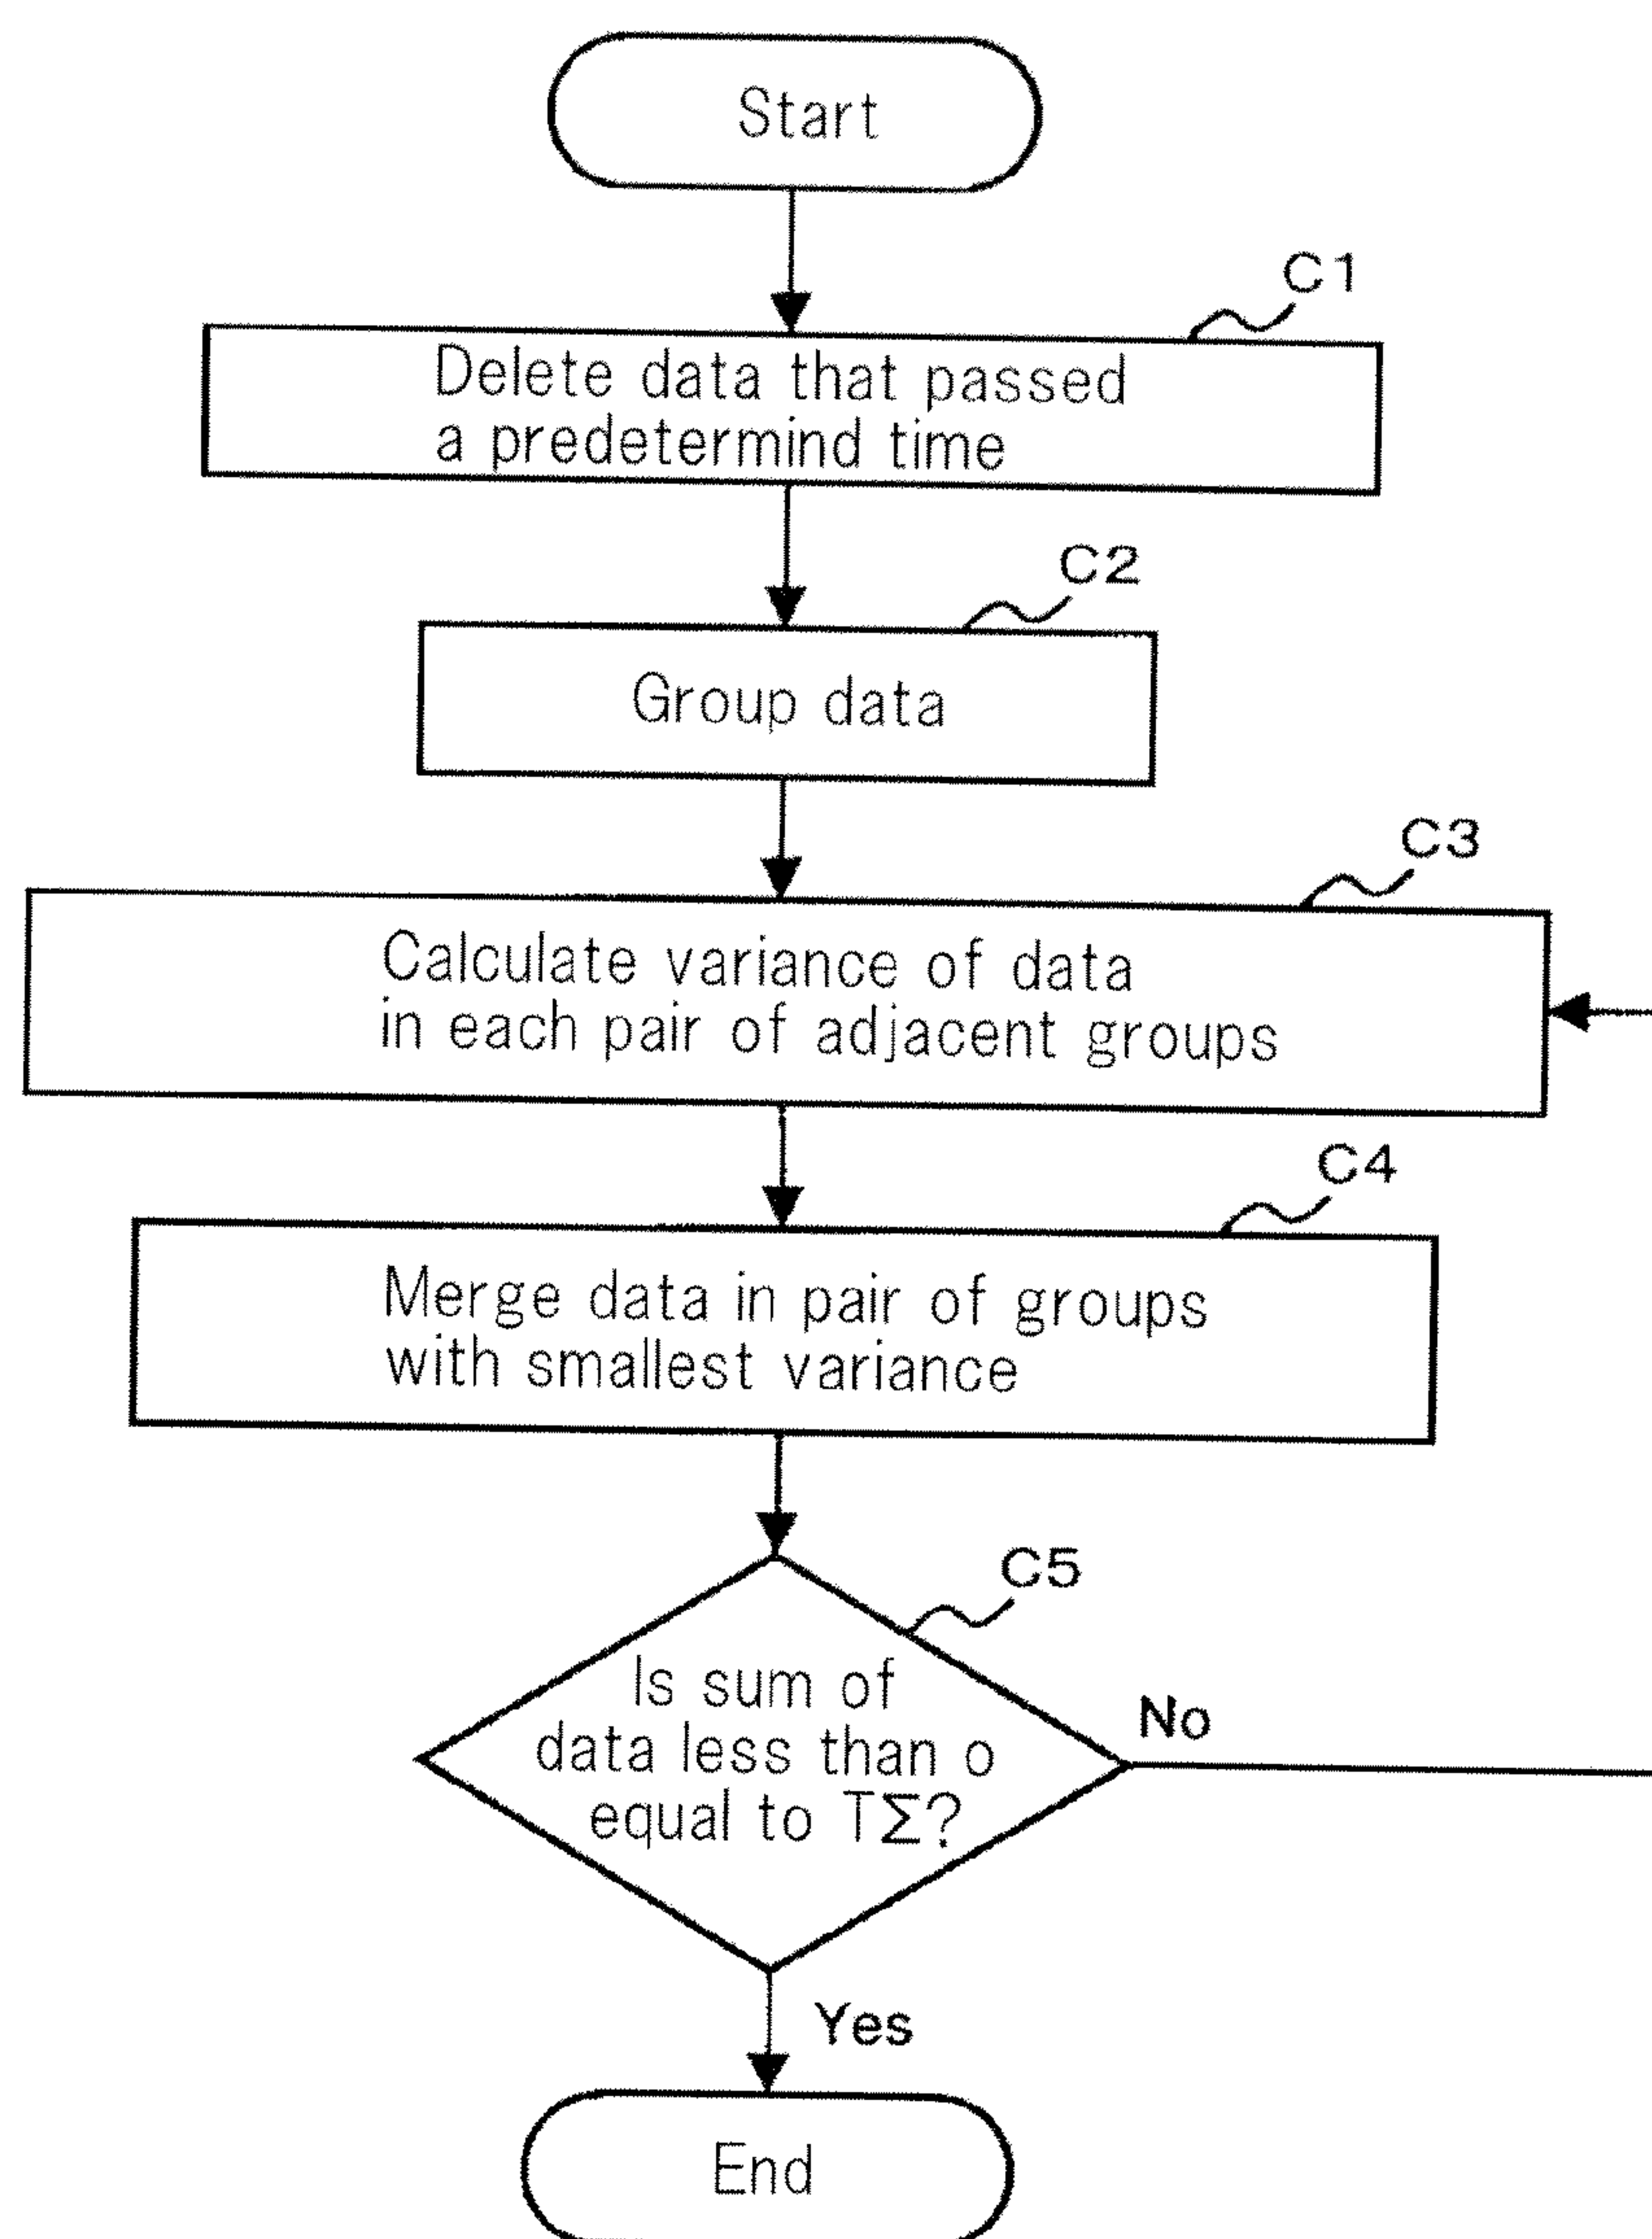 Start
C1
Delete data that passed
a predetermind time
C2
Group data
C3
Calculate variance of data
in each pair of adjacent groups
C4
Merge data in pair of groups
with smallest variance
C5
Is sum of
data less than o
equal to TΣ?
No
Yes
End